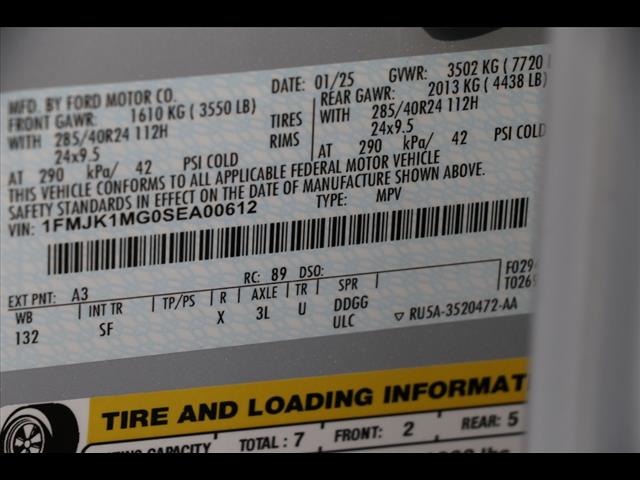 MFD. BY FORD MOTOR CO. DATE: 01/25 GVWR: 3502 KG ( 7720 L
FRONT GAWR: 1610 KG ( 3550 LB) REAR GAWR: 2013 KG ( 4438 LB)
WITH 285/40R24 112H TIRES WITH 285/40R24 112H
24x9.5 RIMS 24x9.5
AT 290 kPa/ 42 PSI COLD AT 290 kPa/ 42 PSI COLD
THIS VEHICLE CONFORMS TO ALL APPLICABLE FEDERAL MOTOR VEHICLE
SAFETY STANDARDS IN EFFECT ON THE DATE OF MANUFACTURE SHOWN ABOVE.
VIN: 1FMJK1MG0SEA00612 TYPE: MPV
F029
EXT PNT: A3 RC: 89 DSO: T026
WB INT TR TP/PS R AXLE TR SPR
132 SF X 3L U DDGG
ULC ▽ RU5A-3520472-AA
TIRE AND LOADING INFORMAT
CAPACITY TOTAL : 7 FRONT: 2 REAR: 5